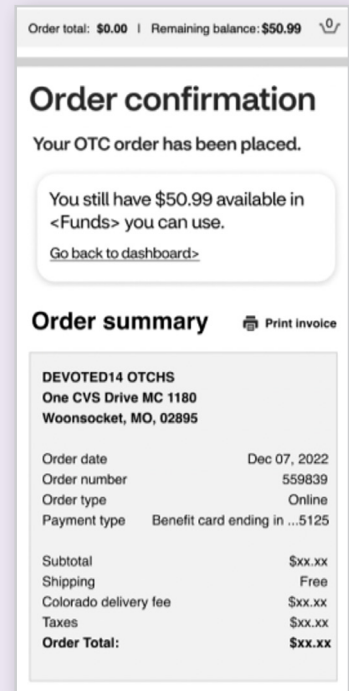 Order total: $0.00 | Remaining balance: $50.99 0
Order confirmation
Your OTC order has been placed.
You still have $50.99 available in
<Funds> you can use.
Go back to dashboard>
Order summary Print invoice
DEVOTED14 OTCHS
One CVS Drive MC 1180
Woonsocket, MO, 02895
Order date Dec 07, 2022
Order number 559839
Order type Online
Payment type Benefit card ending in ...5125
Subtotal $xx.xx
Shipping Free
Colorado delivery fee $xx.xx
Taxes $xx.xx
Order Total: $xx.xx